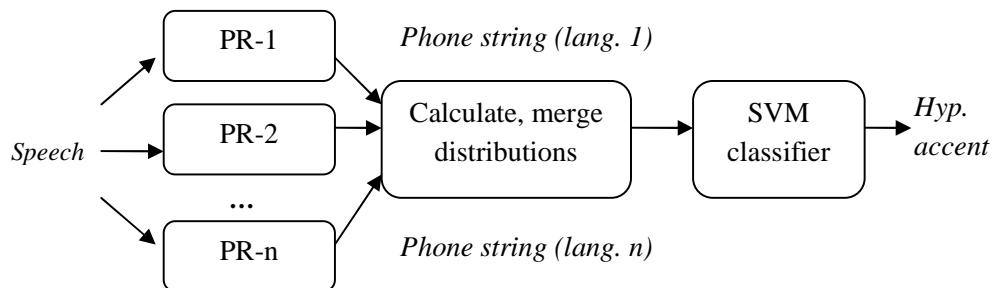 PR-1
Phone string (lang. 1)
Speech
PR-2
...
PR-n
Calculate, merge
distributions
SVM
classifier
Hyp.
accent
Phone string (lang. n)